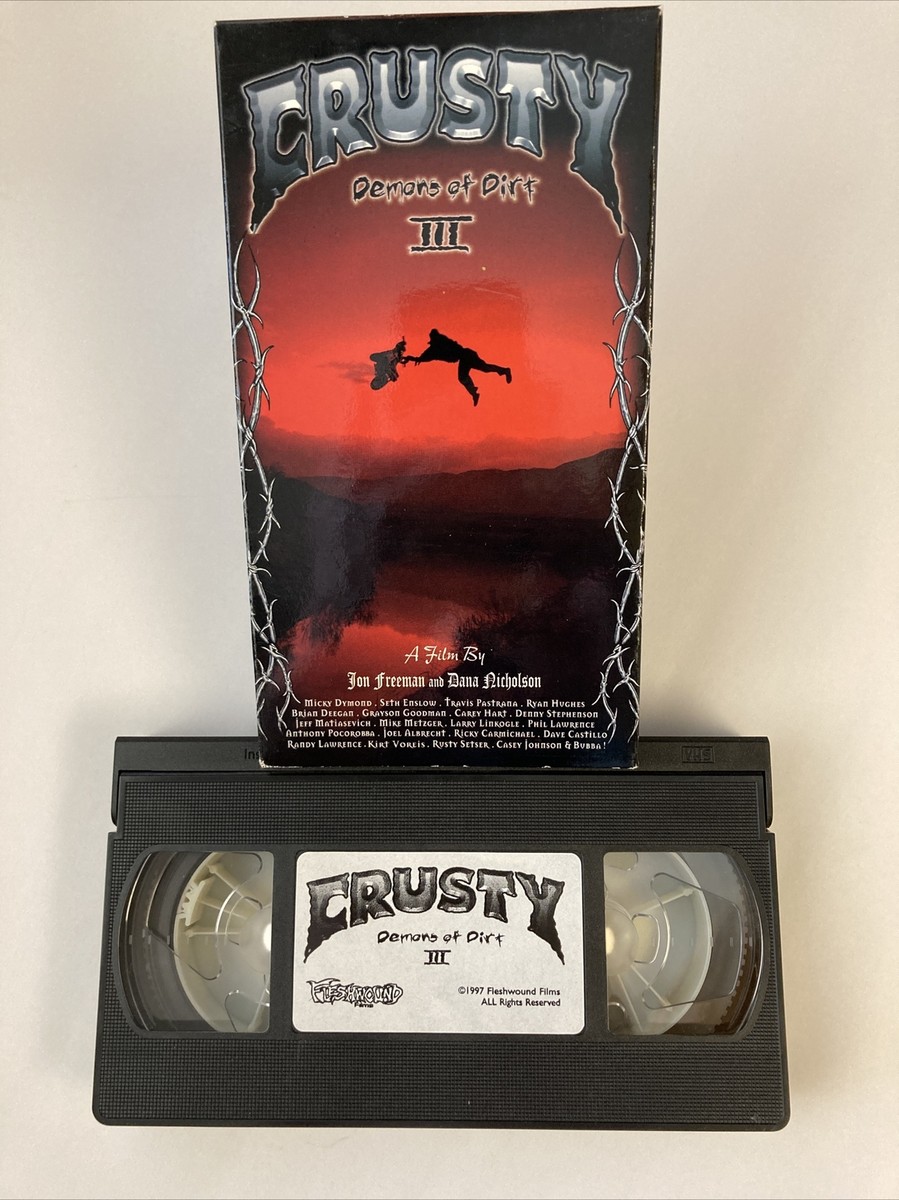 CRUSTY
Demons of Dirt
III
A Film By
Jon Freeman and Dana Nicholson
Micky Dymond . Seth Enslow . Travis Pastrana . Ryan Hughes
Brian Deegan . Grayson Goodman . Carey Hart . Denny Stephenson
Jeff Matiasevich . Mike Metzger . Larry Linkogle . Phil Lawrence
Anthony Pocorobba . Joel Albrecht . Ricky Carmichael . Dave Castillo
Randy Lawrence . Kirt Voreis . Rusty Setser . Casey Johnson & Bubba!
Ins
VHS
CRUSTY
Demons of Dirt
III
FLESHWOUND
Films
©1997 Fleshwound Films
ALL Rights Reserved